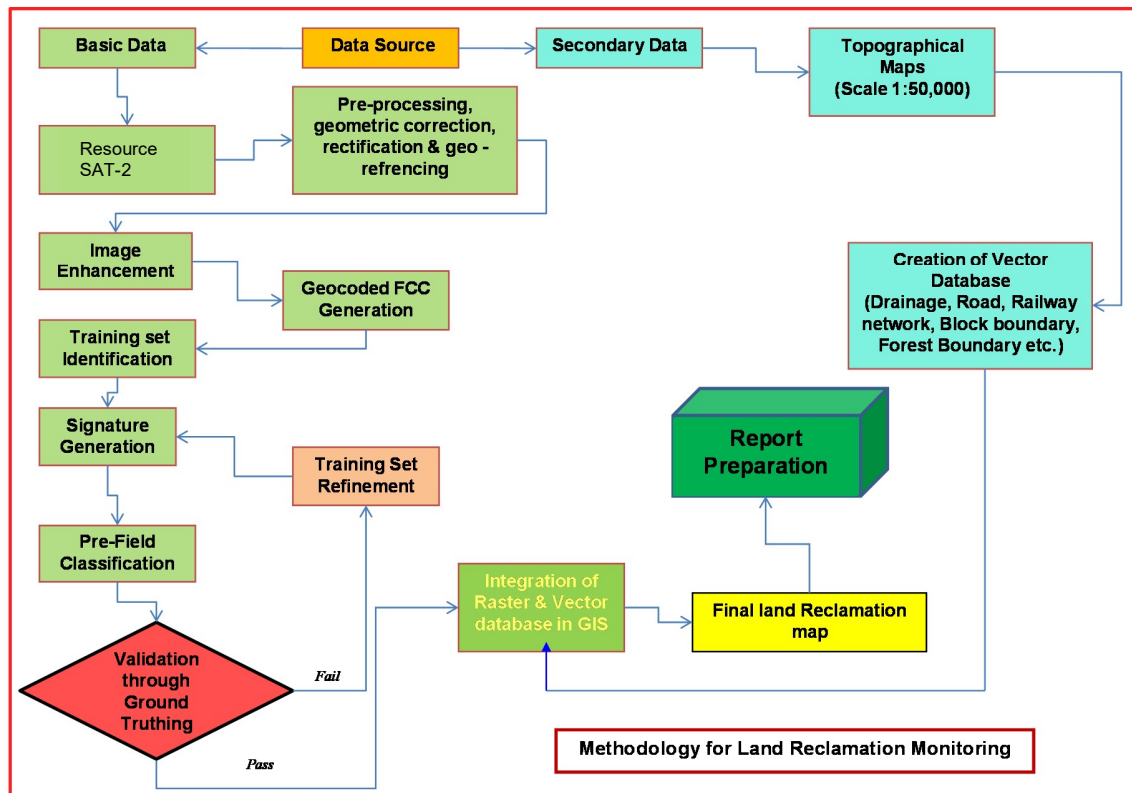 Basic Data
Data Source
Secondary Data
Topographical
Maps
(Scale 1:50,000)
Resource
SAT-2
Pre-processing,
geometric correction,
rectification & geo -
refrencing
Image
Enhancement
Geocoded FCC
Generation
Creation of Vector
Database
(Drainage, Road, Railway
network, Block boundary,
Forest Boundary etc.)
Training set
Identification
Signature
Generation
Training Set
Refinement
Report
Preparation
Pre-Field
Classification
Integration of
Raster & Vector
database in GIS
Final land Reclamation
map
Validation
through
Ground
Truthing
Fail
Pass
Methodology for Land Reclamation Monitoring